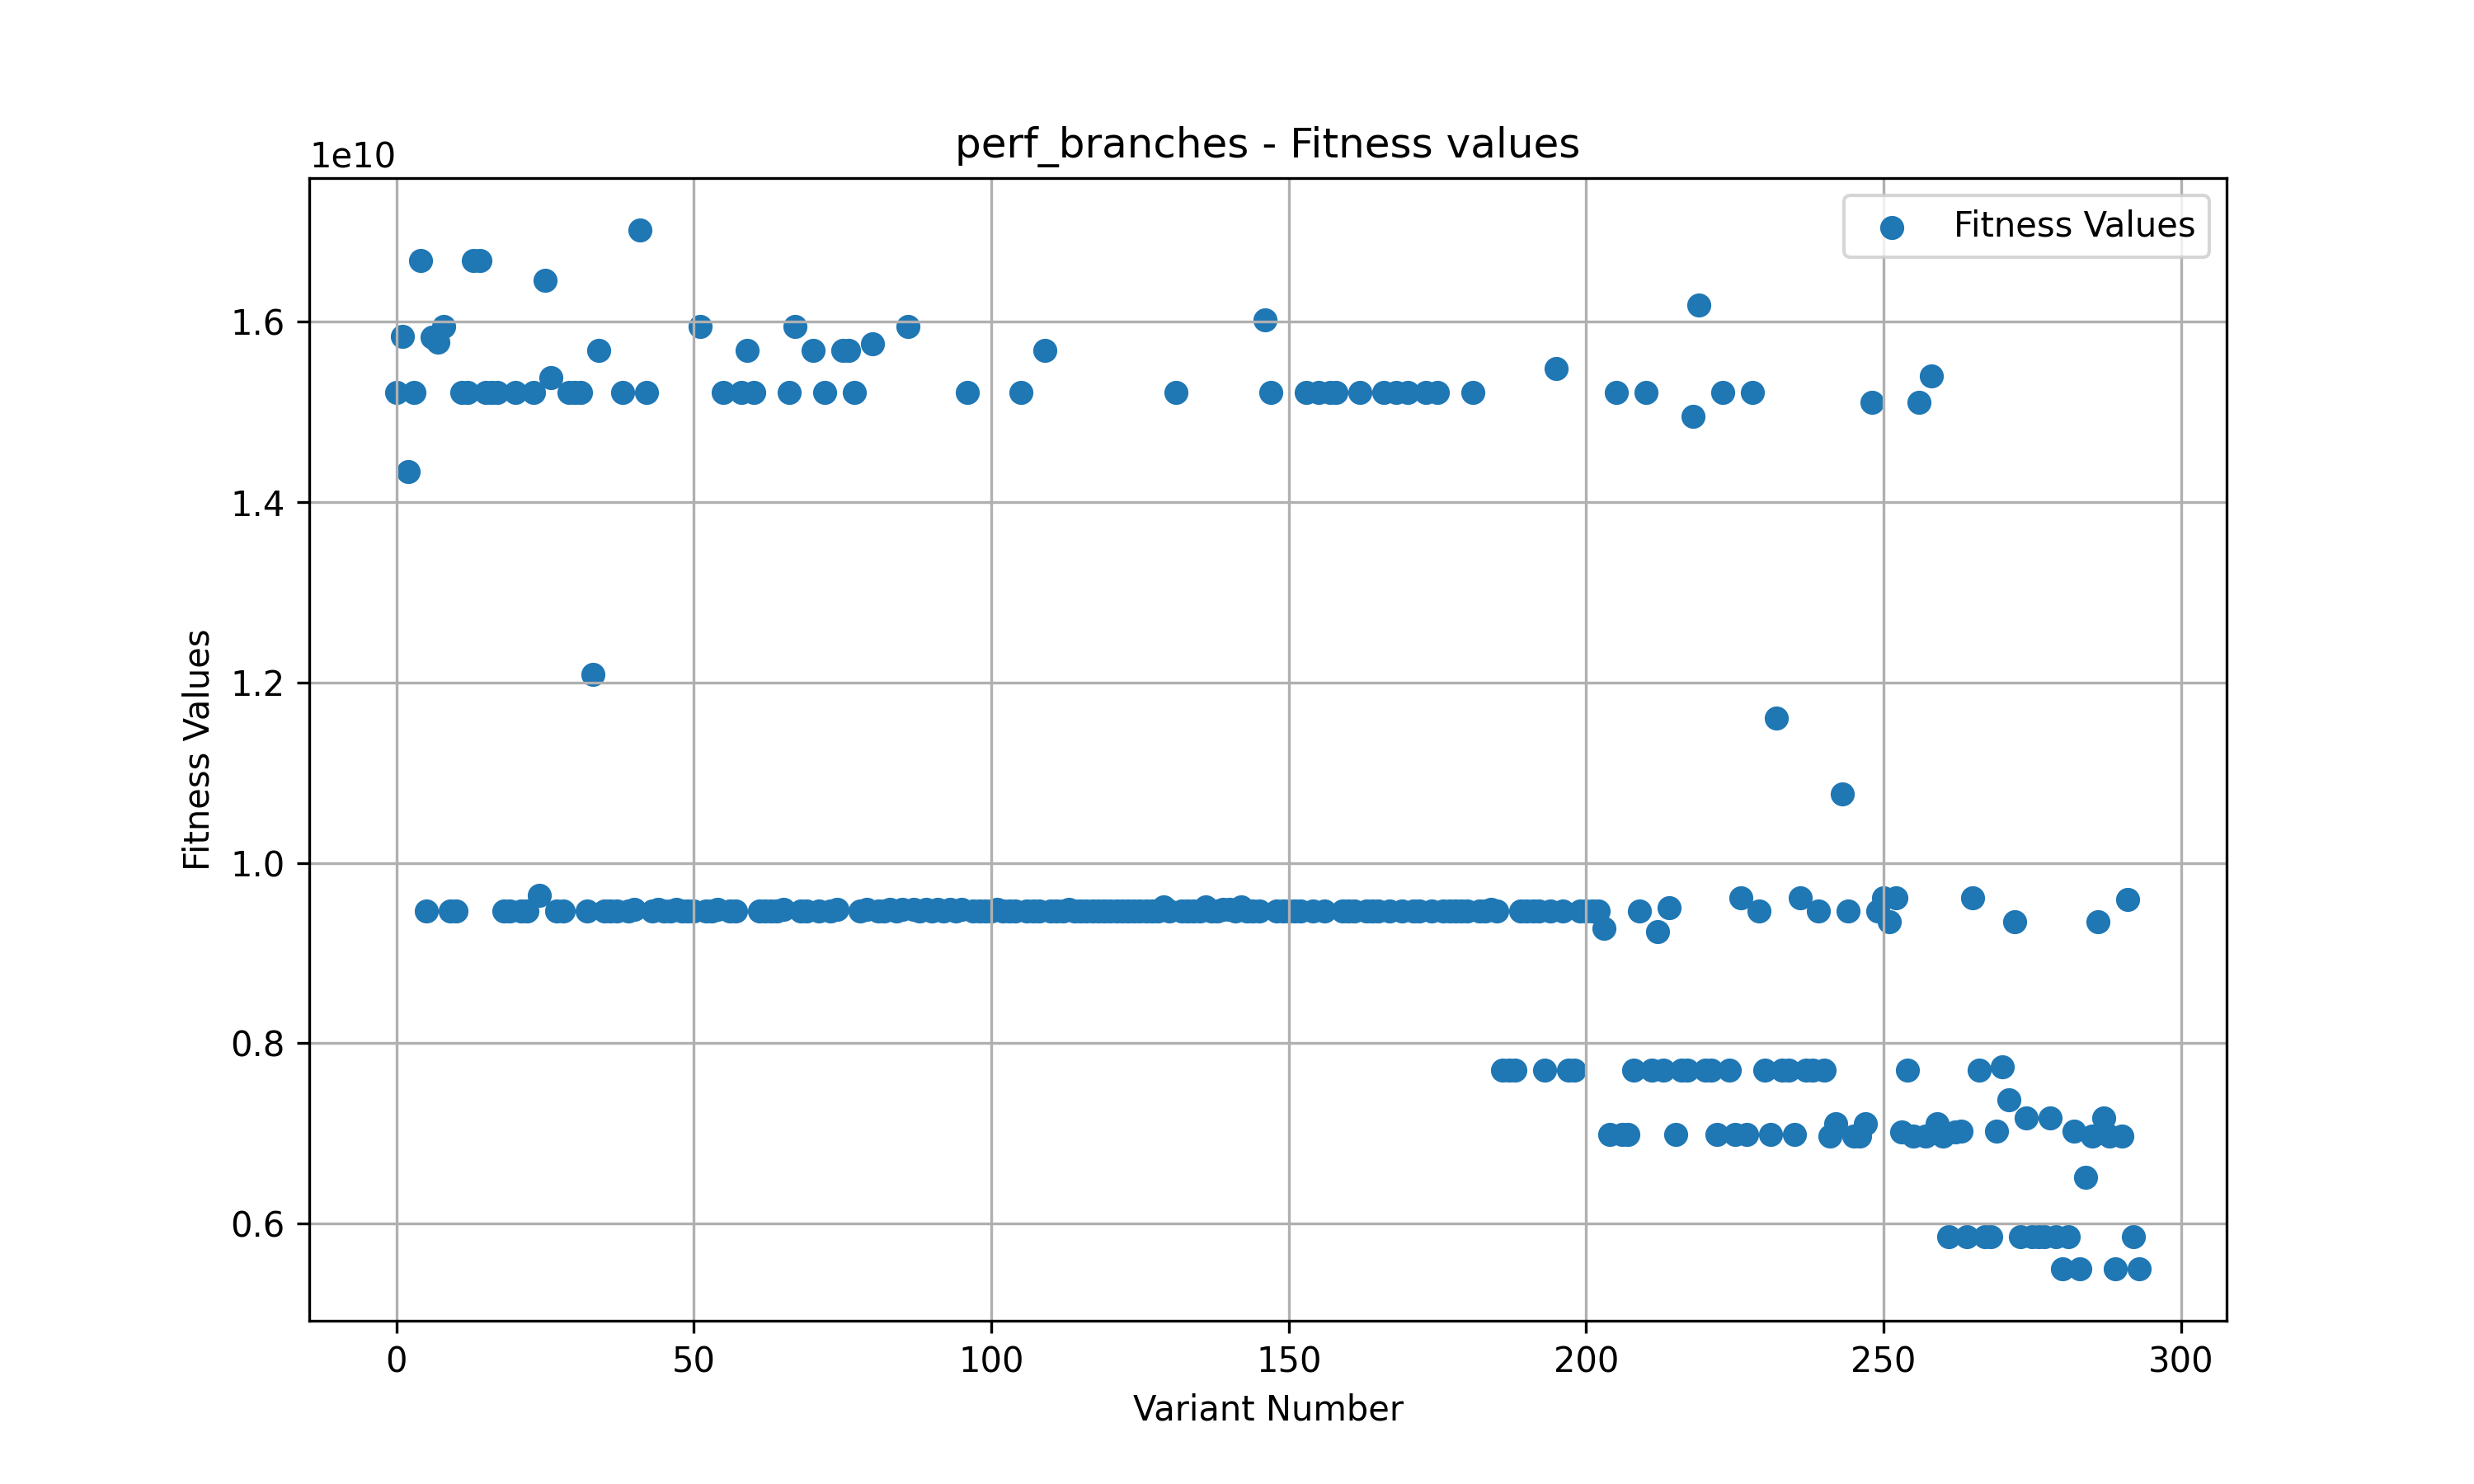 perf_branches - Fitness values
1e10
Fitness Values
1.6
1.4
1.2
1.0
0.8
0.6
Fitness Values
0 50 100 150 200 250 300
Variant Number